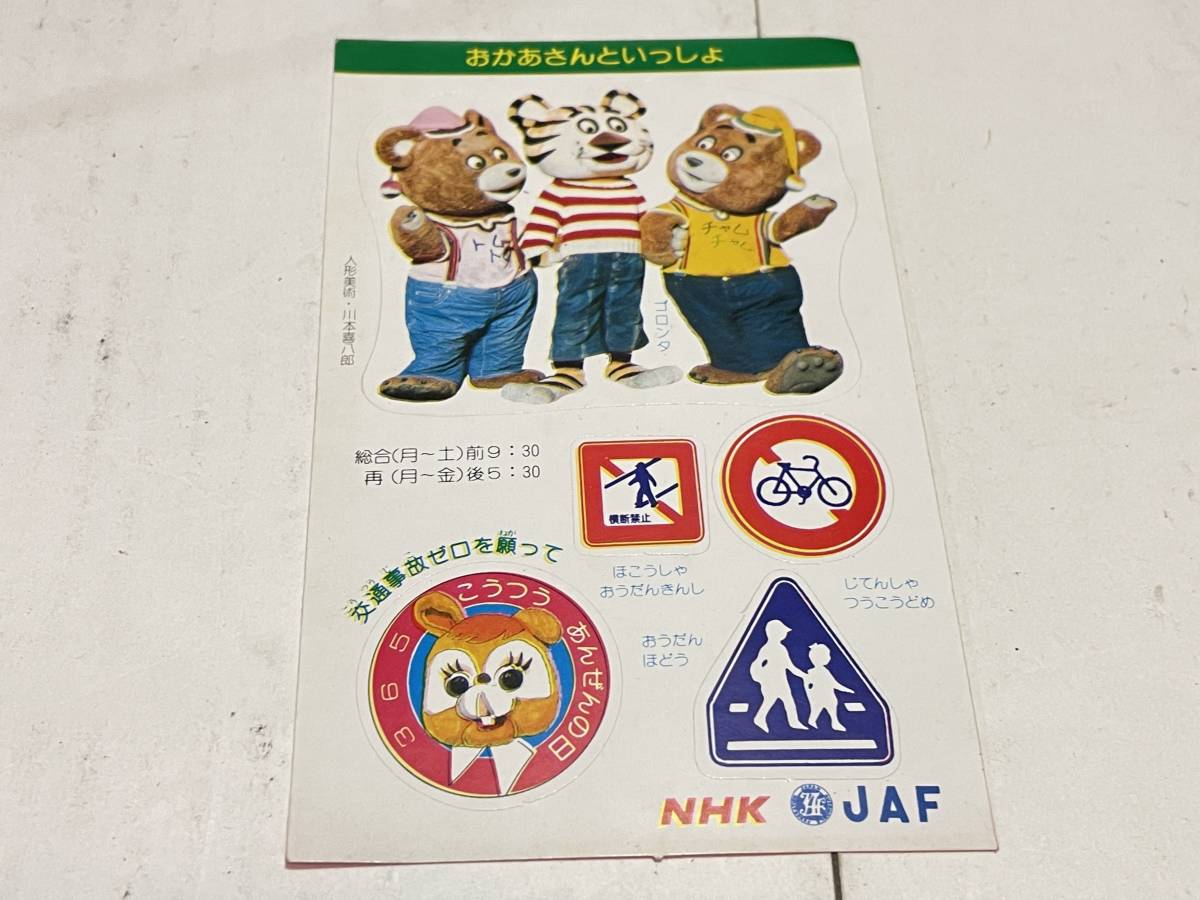 おかあさんといっしょ
トム
トム
チャム
チャム
ゴロンタ
人形美術・川本喜八郎
総合(月〜土)前9:30
再(月〜金)後5:30
横断禁止
ほこうしゃ
おうだんきんし
じてんしゃ
つうこうどめ
交通事故ゼロを願って
365
こうつう
あんぜんの日
おうだん
ほどう
NHK
JAF